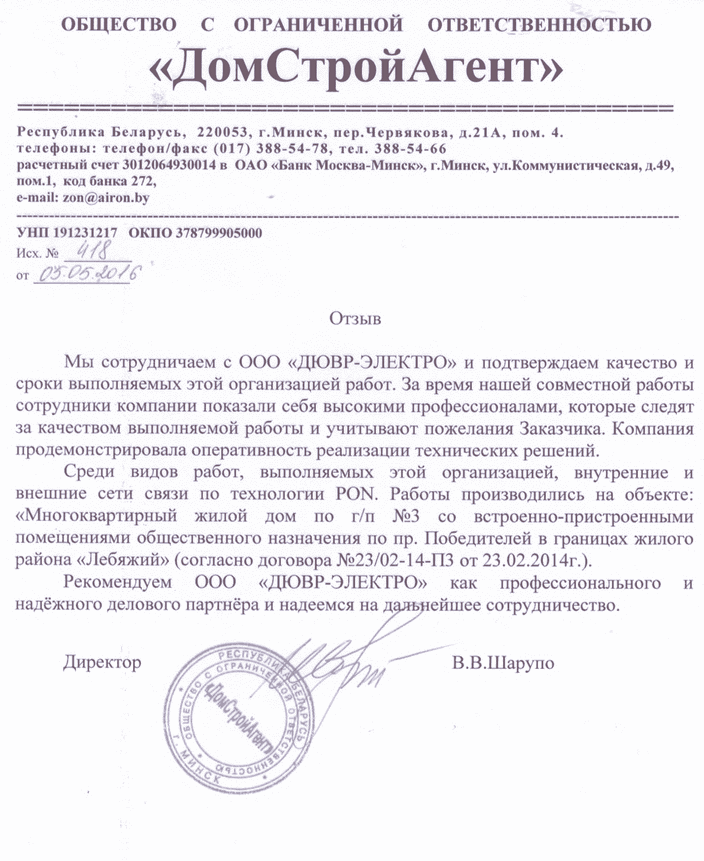 ОБЩЕСТВО С ОГРАНИЧЕННОЙ ОТВЕТСТВЕННОСТЬЮ
«ДомСтройАгент»
Республика Беларусь, 220053, г.Минск, пер.Червякова, д.21А, пом. 4.
телефоны: телефон/факс (017) 388-54-78, тел. 388-54-66
расчетный счет 3012064930014 в ОАО «Банк Москва-Минск», г.Минск, ул.Коммунистическая, д.49,
пом.1, код банка 272,
e-mail: zon@airon.by
УНП 191231217 ОКПО 378799905000
Исх. № 418
от 05.05.2016
Отзыв
Мы сотрудничаем с ООО «ДЮВР-ЭЛЕКТРО» и подтверждаем качество и
сроки выполняемых этой организацией работ. За время нашей совместной работы
сотрудники компании показали себя высокими профессионалами, которые следят
за качеством выполняемой работы и учитывают пожелания Заказчика. Компания
продемонстрировала оперативность реализации технических решений.
Среди видов работ, выполняемых этой организацией, внутренние и
внешние сети связи по технологии PON. Работы производились на объекте:
«Многоквартирный жилой дом по г/п №3 со встроенно-пристроенными
помещениями общественного назначения по пр. Победителей в границах жилого
района «Лебяжий» (согласно договора №23/02-14-ПЗ от 23.02.2014г.).
Рекомендуем ООО «ДЮВР-ЭЛЕКТРО» как профессионального и
надёжного делового партнёра и надеемся на дальнейшее сотрудничество.
Директор В.В.Шарупо
РЕСПУБЛИКА БЕЛАРУСЬ
ОБЩЕСТВО С ОГРАНИЧЕННОЙ ОТВЕТСТВЕННОСТЬЮ
«ДомСтройАгент»
Г. МИНСК